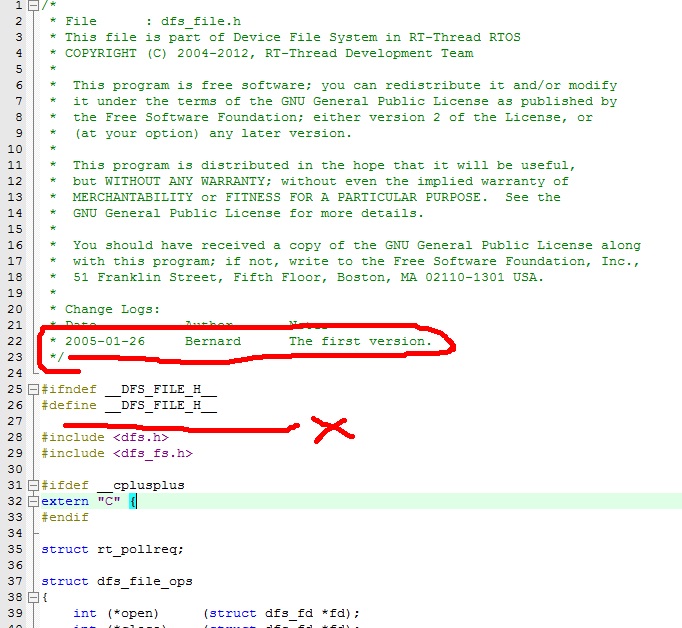 1 /*
2 * File : dfs_file.h
3 * This file is part of Device File System in RT-Thread RTOS
4 * COPYRIGHT (C) 2004-2012, RT-Thread Development Team
5 *
6 * This program is free software; you can redistribute it and/or modify
7 * it under the terms of the GNU General Public License as published by
8 * the Free Software Foundation; either version 2 of the License, or
9 * (at your option) any later version.
10 *
11 * This program is distributed in the hope that it will be useful,
12 * but WITHOUT ANY WARRANTY; without even the implied warranty of
13 * MERCHANTABILITY or FITNESS FOR A PARTICULAR PURPOSE. See the
14 * GNU General Public License for more details.
15 *
16 * You should have received a copy of the GNU General Public License along
17 * with this program; if not, write to the Free Software Foundation, Inc.,
18 * 51 Franklin Street, Fifth Floor, Boston, MA 02110-1301 USA.
19 *
20 * Change Logs:
21 * Date Author
22 * 2005-01-26 Bernard The first version.
23 */
24
25 #ifndef __DFS_FILE_H__
26 #define __DFS_FILE_H__
27
28 #include <dfs.h>
29 #include <dfs_fs.h>
30
31 #ifdef __cplusplus
32 extern "C" {
33 #endif
34
35 struct rt_pollreq;
36
37 struct dfs_file_ops
38 {
39 int (*open) (struct dfs_fd *fd);